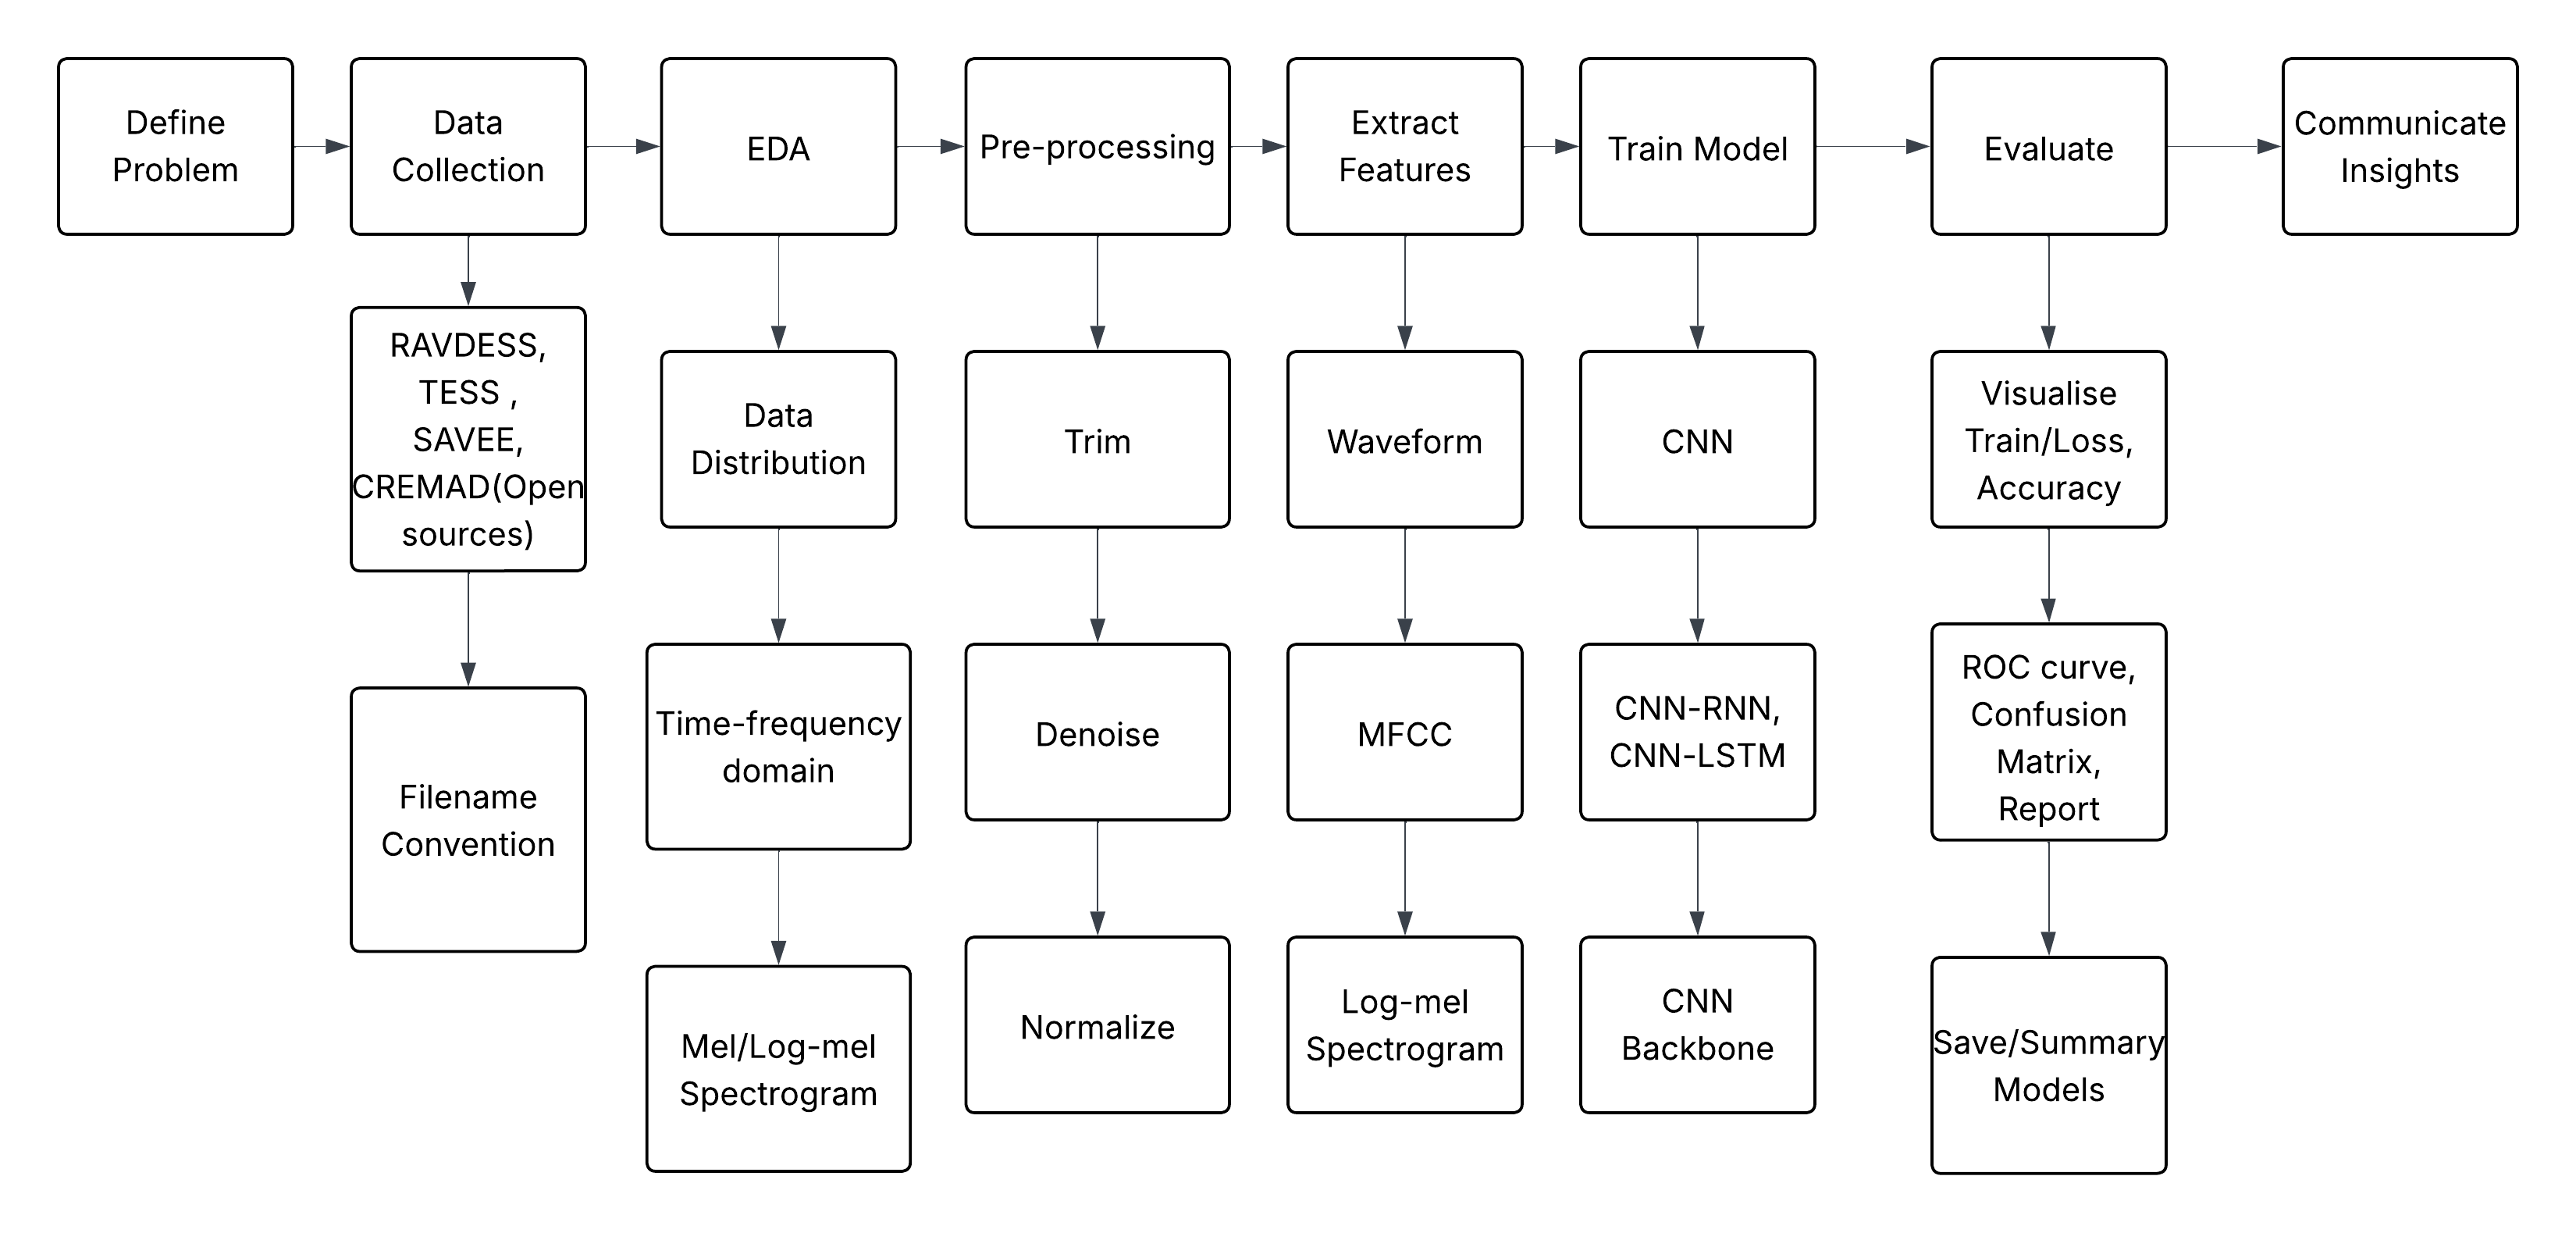 Define
Problem
Data
Collection
EDA
Pre-processing
Extract
Features
Train Model
Evaluate
Communicate
Insights
RAVDESS,
TESS ,
SAVEE,
CREMAD(Open
sources)
Filename
Convention
Data
Distribution
Time-frequency
domain
Mel/Log-mel
Spectrogram
Trim
Denoise
Normalize
Waveform
MFCC
Log-mel
Spectrogram
CNN
CNN-RNN,
CNN-LSTM
CNN
Backbone
Visualise
Train/Loss,
Accuracy
ROC curve,
Confusion
Matrix,
Report
Save/Summary
Models